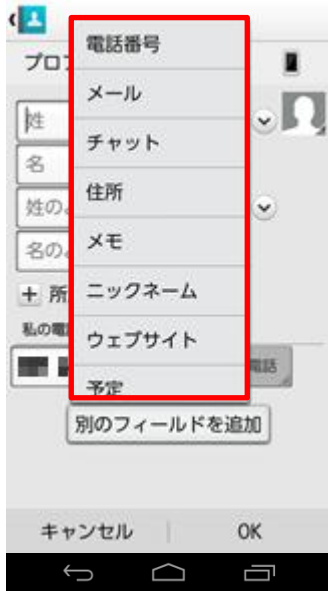 電話番号
プロフ
メール
姓
チャット
名
住所
姓の
メモ
名の
ニックネーム
＋ 所
ウェブサイト
私の電
予定
電話
別のフィールドを追加
キャンセル
OK